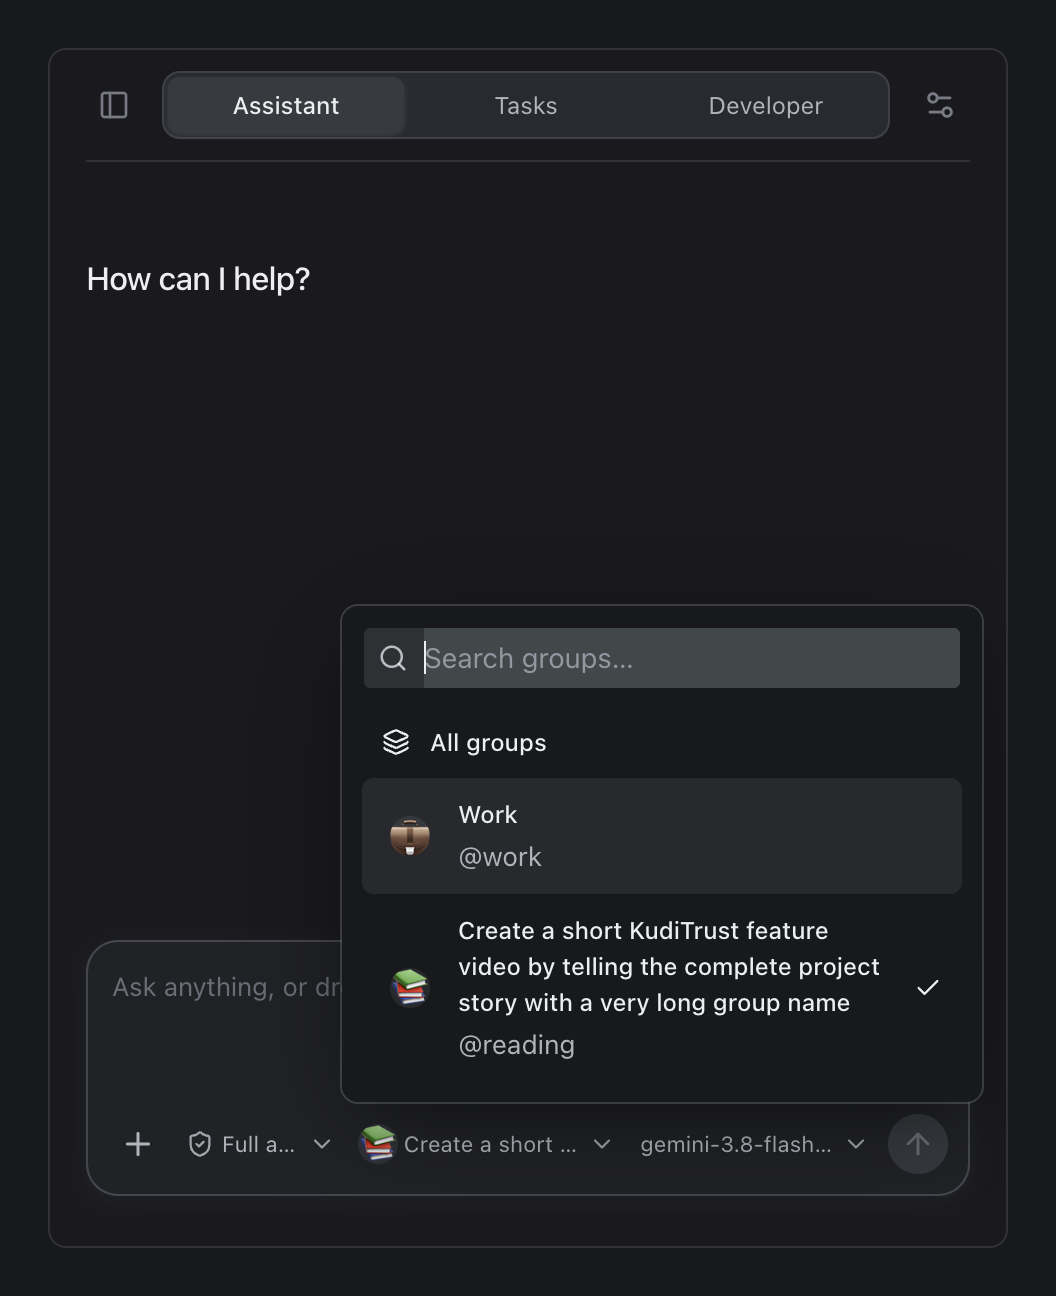 Assistant
Tasks
Developer
How can I help?
Search groups...
All groups
Work
@work
Create a short KudiTrust feature
video by telling the complete project
story with a very long group name
@reading
Ask anything, or dr
Full a...
Create a short ...
gemini-3.8-flash...